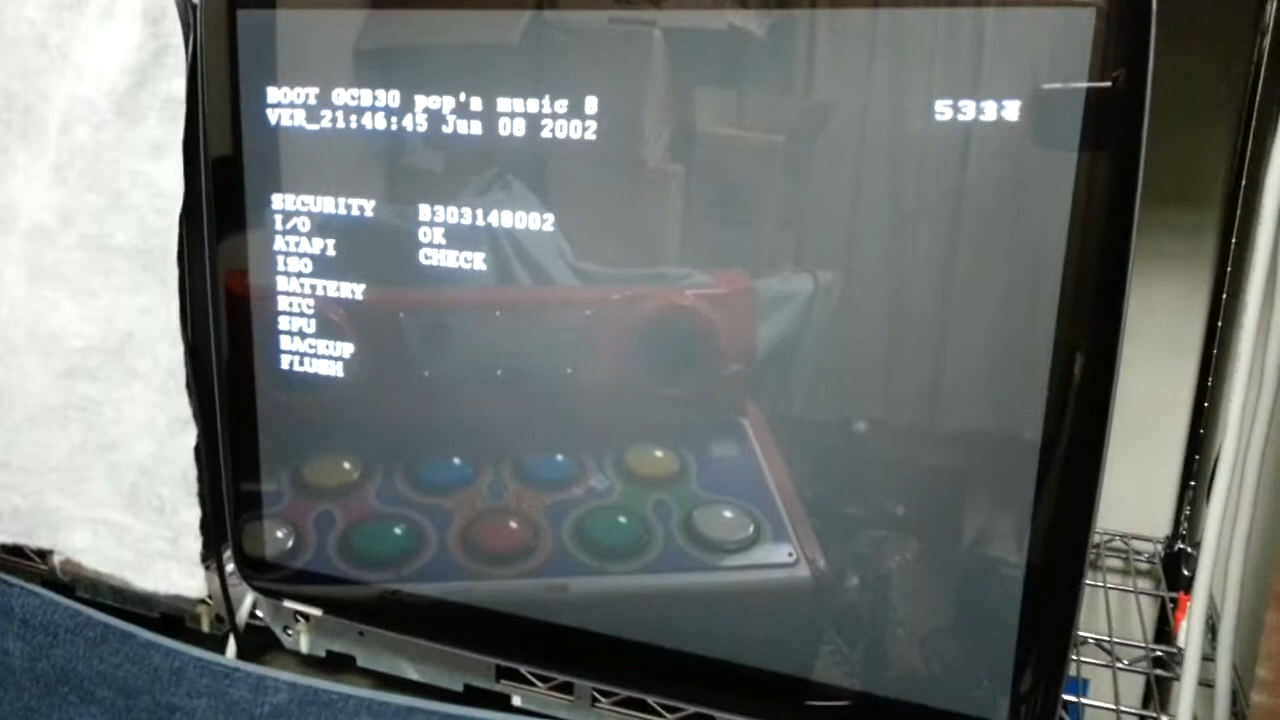 BOOT GCB30 pop'n music 8
VER_21:46:45 Jun 08 2002
SECURITY B303148002
I/O OK
ATAPI CHECK
ISO
BATTERY
RTC
SPU
BACKUP
FLUSH